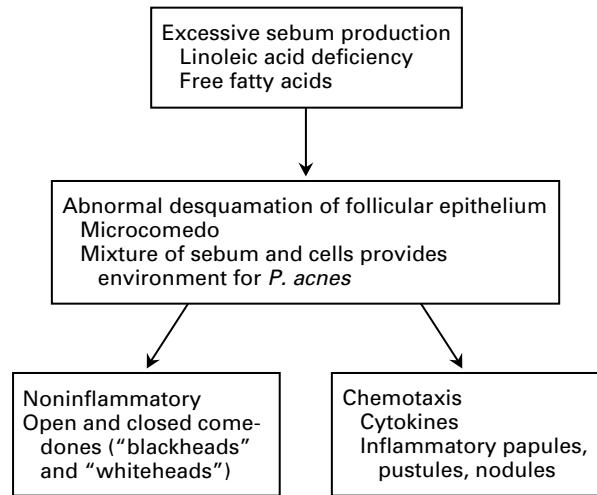 Excessive sebum production
Linoleic acid deficiency
Free fatty acids
Abnormal desquamation of follicular epithelium
Microcomedo
Mixture of sebum and cells provides
environment for P. acnes
Noninflammatory
Open and closed come-
dones (“blackheads”
and “whiteheads”)
Chemotaxis
Cytokines
Inflammatory papules,
pustules, nodules